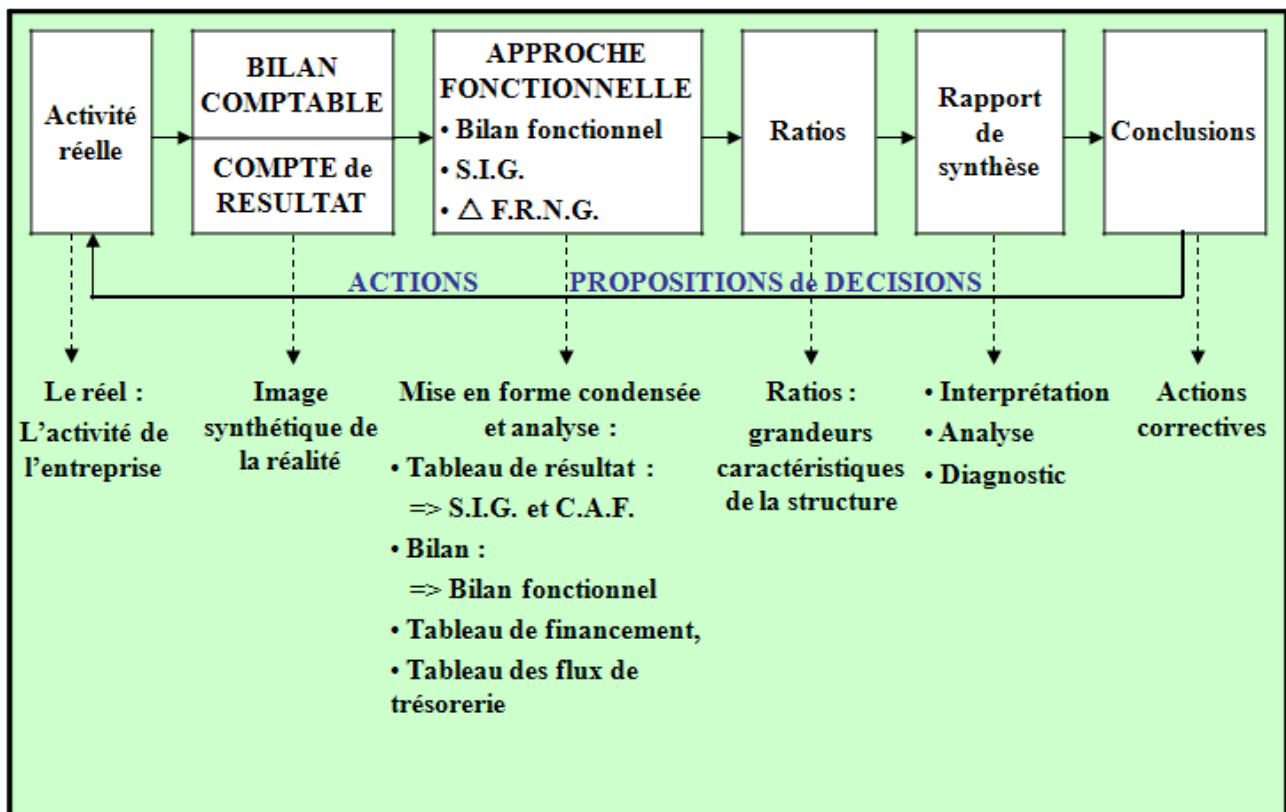 Activité
réelle
BILAN
COMPTABLE
COMPTE de
RESULTAT
APPROCHE
FONCTIONNELLE
• Bilan fonctionnel
• S.I.G.
• △ F.R.N.G.
Ratios
Rapport
de
synthèse
Conclusions
ACTIONS PROPOSITIONS de DECISIONS
Le réel :
L’activité de
l’entreprise
Image
synthétique de
la réalité
Mise en forme condensée
et analyse :
• Tableau de résultat :
=> S.I.G. et C.A.F.
• Bilan :
=> Bilan fonctionnel
• Tableau de financement,
• Tableau des flux de
trésorerie
Ratios :
grandeurs
caractéristiques
de la structure
• Interprétation
• Analyse
• Diagnostic
Actions
correctives